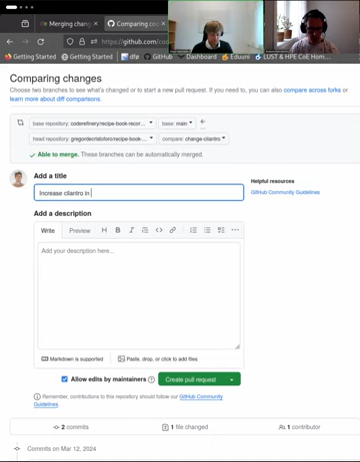 Merging chan
Comparing co
https://github.com/cod
Getting Started
Getting Started
dfø
GitHub
Dashboard
Eduuni
LUST & HPE CoE Hom...
Comparing changes
Choose two branches to see what's changed or to start a new pull request. If you need to, you can also compare across forks or
learn more about diff comparisons.
base repository: coderefinery/recipe-book-recor...
base: main
head repository: gregordecristoforo/recipe-book-...
compare: change-cilantro
Able to merge. These branches can be automatically merged.
Add a title
Helpful resources
GitHub Community Guidelines
Increase cilantro in
Add a description
Write
Preview
Add your description here...
Markdown is supported
Paste, drop, or click to add files
Allow edits by maintainers
Create pull request
Remember, contributions to this repository should follow our GitHub Community
Guidelines.
2 commits
1 file changed
1 contributor
Commits on Mar 12, 2024